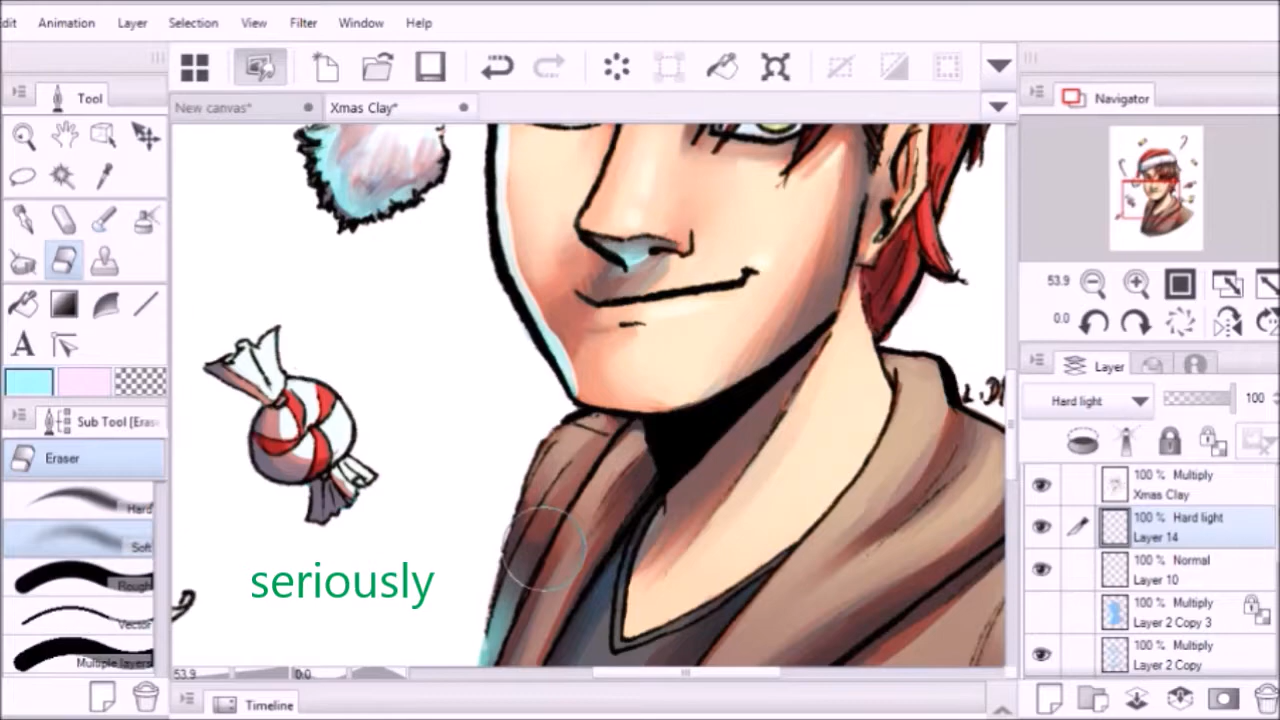 dit Animation Layer Selection View Filter Window Help
Tool
New canvas* Xmas Clay*
Navigator
53.9
0.0
Layer
Hard light 100
Sub Tool [Eras
Eraser
Hard
Soft
Rough
Vector
Multiple layers
100 % Multiply
Xmas Clay
100 % Hard light
Layer 14
100 % Normal
Layer 10
100 % Multiply
Layer 2 Copy 3
100 % Multiply
Layer 2 Copy
seriously
53.9 0.0
Timeline